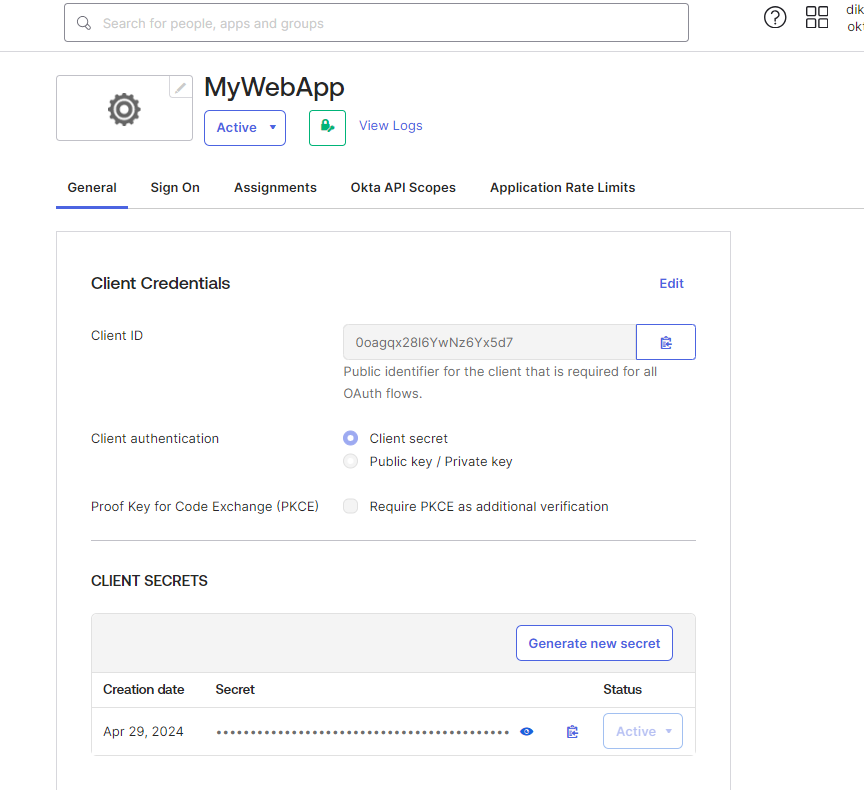 Search for people, apps and groups
MyWebApp
Active
View Logs
General Sign On Assignments Okta API Scopes Application Rate Limits
Client Credentials Edit
Client ID 0oagqx28I6YwNz6Yx5d7
Public identifier for the client that is required for all
OAuth flows.
Client authentication Client secret
Public key / Private key
Proof Key for Code Exchange (PKCE) Require PKCE as additional verification
CLIENT SECRETS
Generate new secret
Creation date Secret Status
Apr 29, 2024 Active